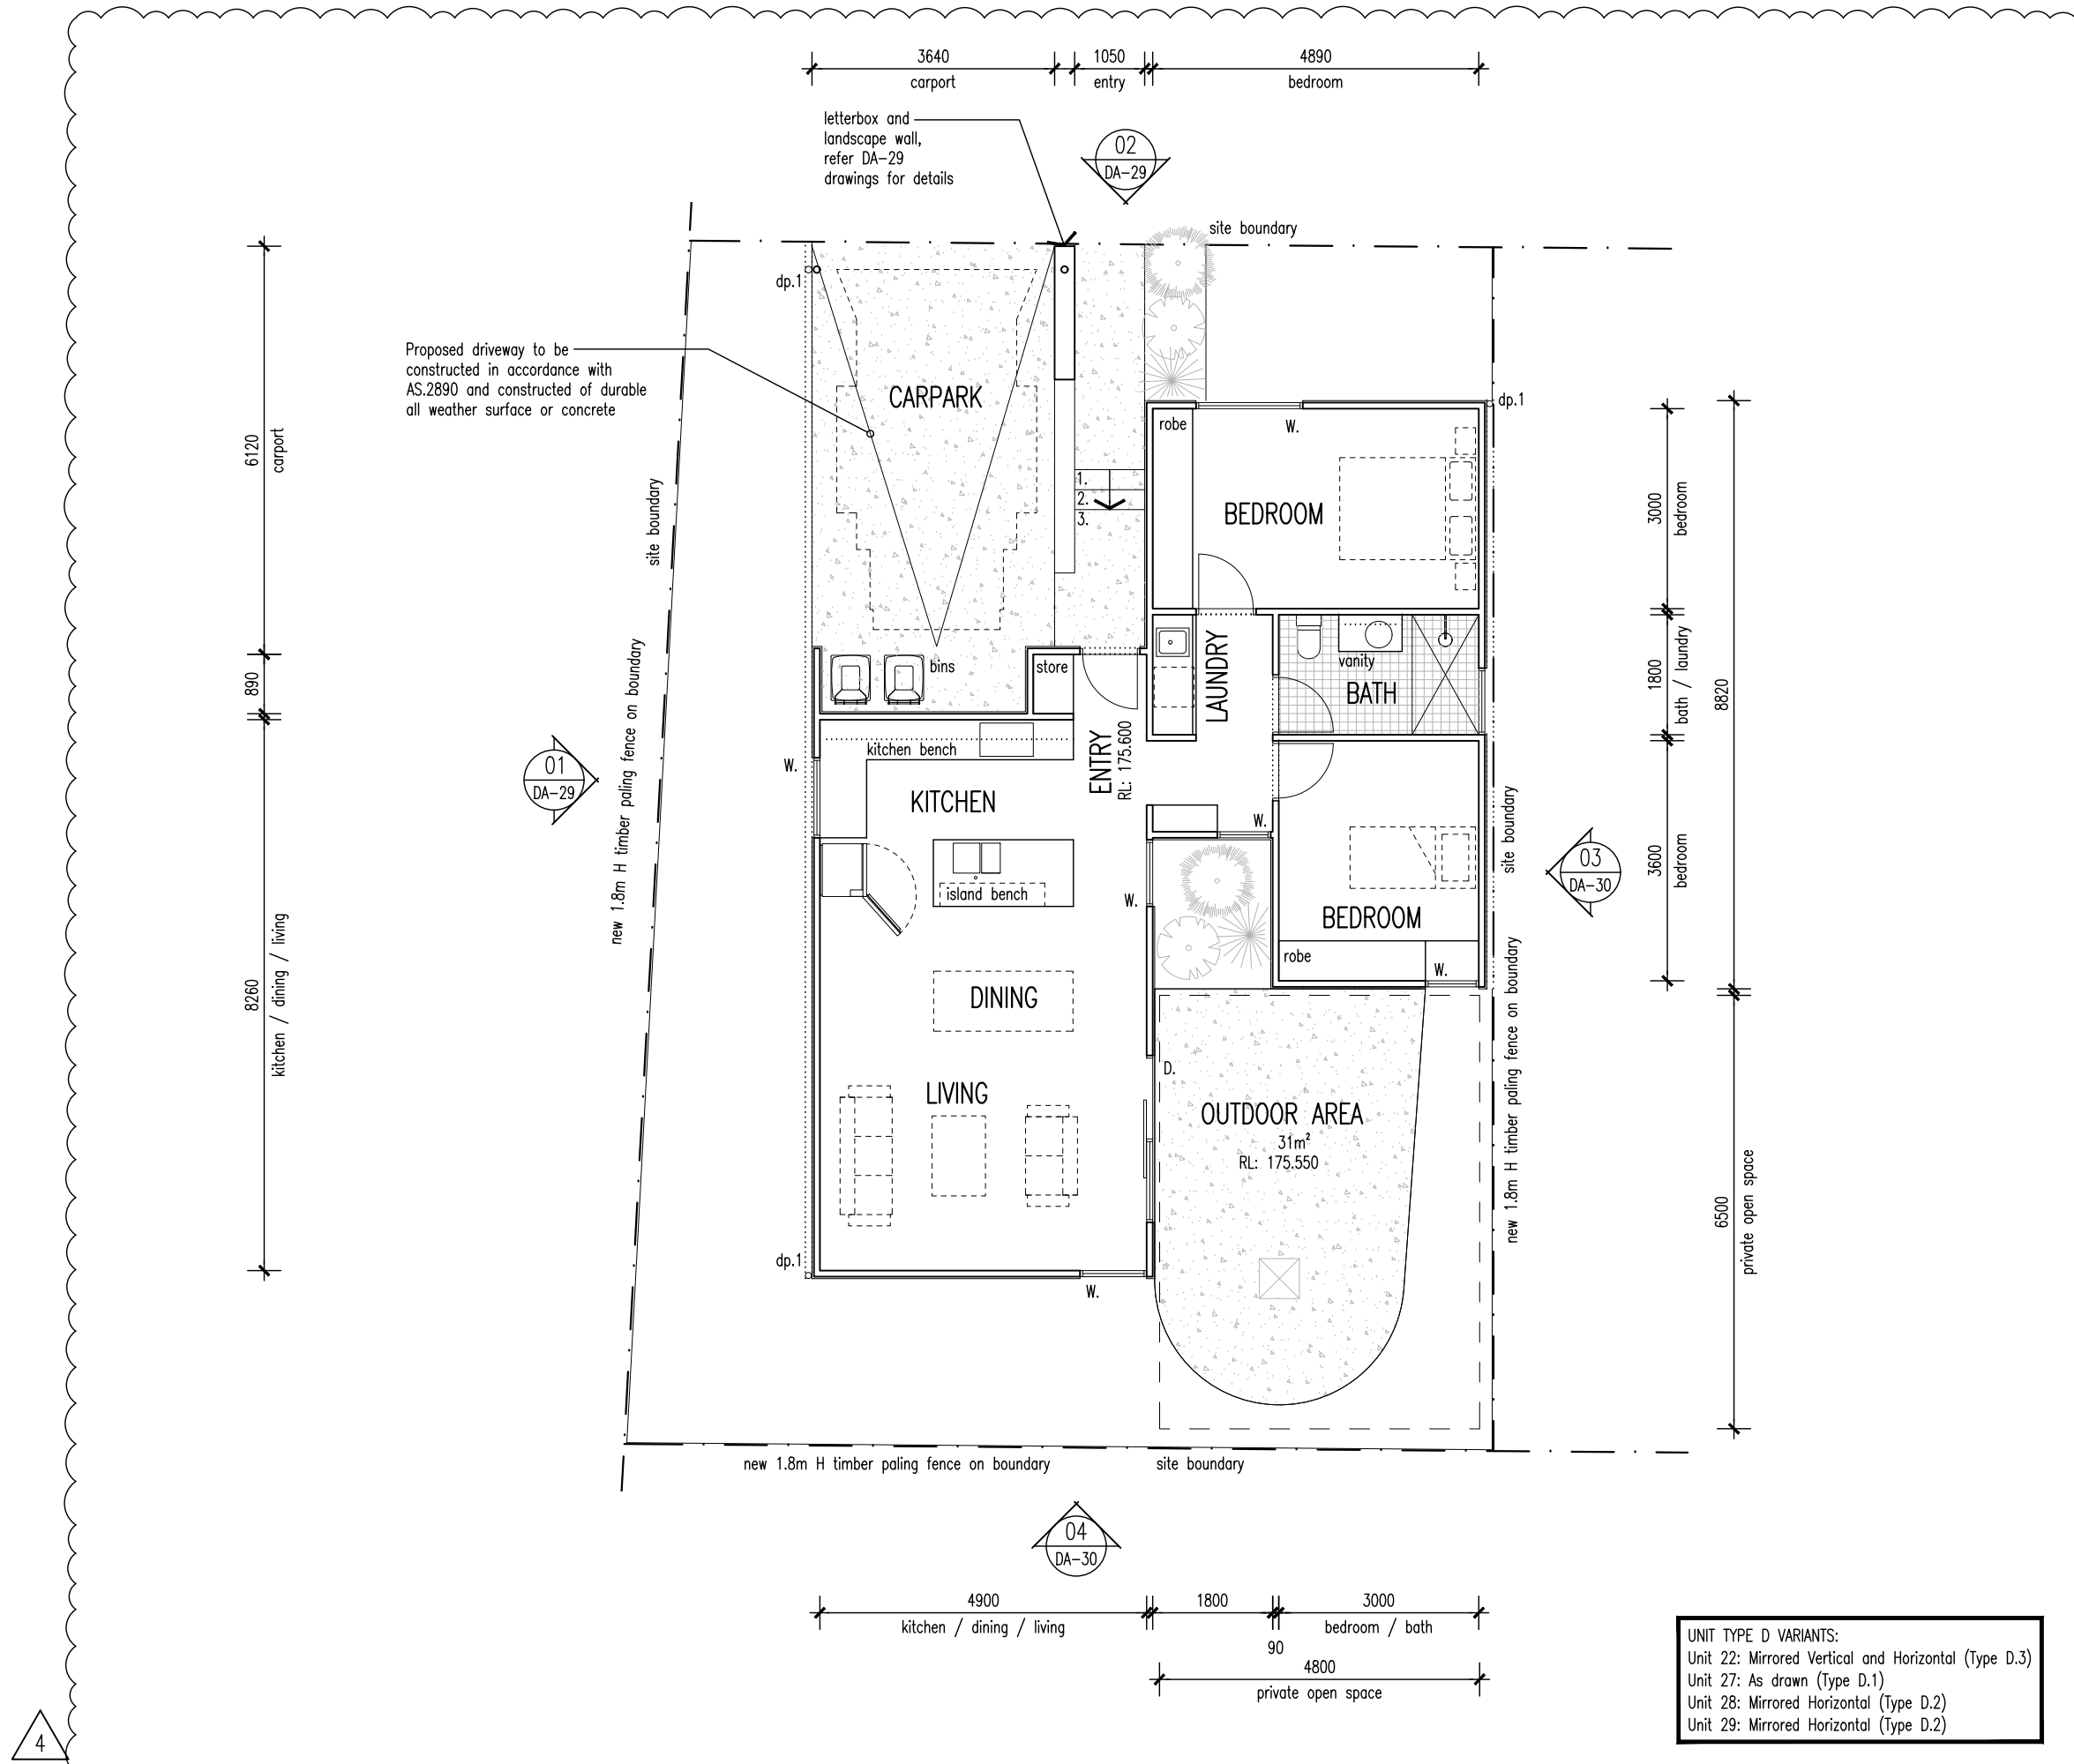 3640
carport
1050
entry
4890
bedroom
letterbox and
landscape wall,
refer DA-29
drawings for details
02
DA-29
site boundary
dp.1
Proposed driveway to be
constructed in accordance with
AS.2890 and constructed of durable
all weather surface or concrete
CARPARK
dp.1
robe
W.
BEDROOM
1.
2.
3.
6120
carport
890
8260
kitchen / dining / living
site boundary
new 1.8m H timber paling fence on boundary
bins
store
LAUNDRY
vanity
BATH
3000
bedroom
1800
bath / laundry
3600
bedroom
8820
6500
private open space
01
DA-29
W.
kitchen bench
KITCHEN
ENTRY
RL: 175.600
W.
island bench
W.
BEDROOM
robe
W.
site boundary
new 1.8m H timber paling fence on boundary
03
DA-30
DINING
LIVING
D.
OUTDOOR AREA
31m²
RL: 175.550
dp.1
W.
new 1.8m H timber paling fence on boundary
site boundary
04
DA-30
4900
kitchen / dining / living
1800
90
3000
bedroom / bath
4800
private open space
UNIT TYPE D VARIANTS:
Unit 22: Mirrored Vertical and Horizontal (Type D.3)
Unit 27: As drawn (Type D.1)
Unit 28: Mirrored Horizontal (Type D.2)
Unit 29: Mirrored Horizontal (Type D.2)
4